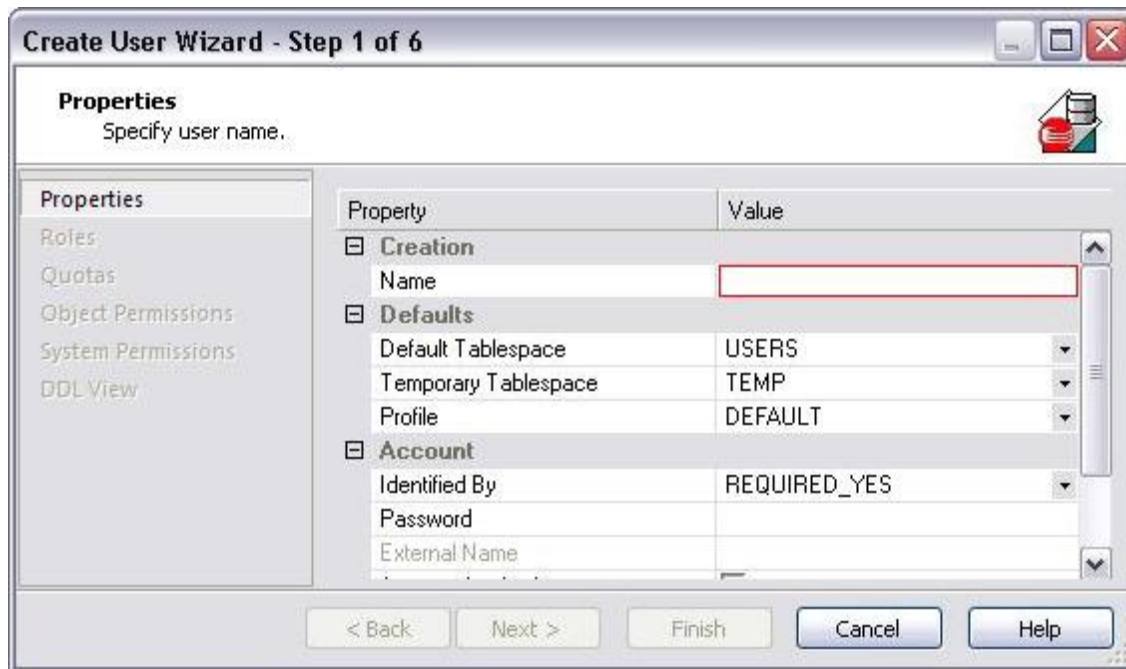 Create User Wizard - Step 1 of 6
Properties
Specify user name.
Properties
Roles
Quotas
Object Permissions
System Permissions
DDL View
Property Value
Creation
Name
Defaults
Default Tablespace USERS
Temporary Tablespace TEMP
Profile DEFAULT
Account
Identified By REQUIRED_YES
Password
External Name
< Back Next > Finish Cancel Help